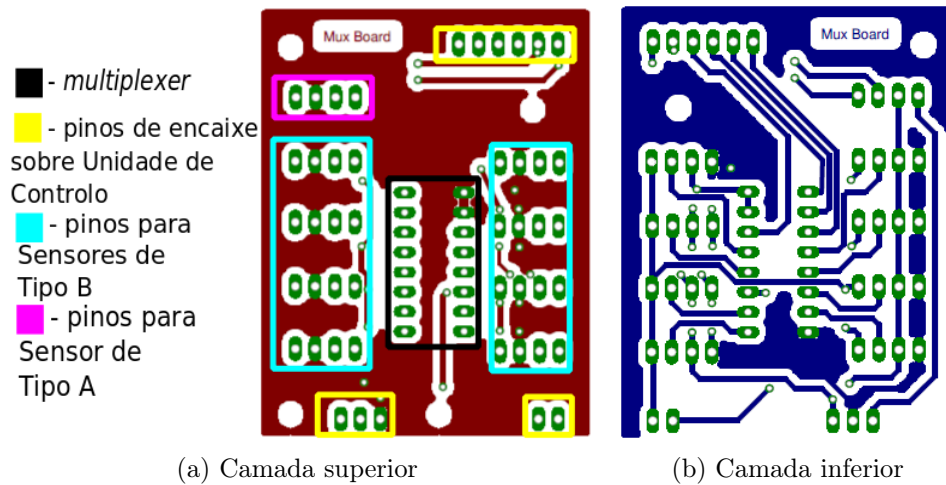 Mux Board
Mux Board
- multiplexer
- pinos de encaixe
sobre Unidade de
Controlo
- pinos para
Sensores de
Tipo B
- pinos para
Sensor de
Tipo A
(a) Camada superior
(b) Camada inferior